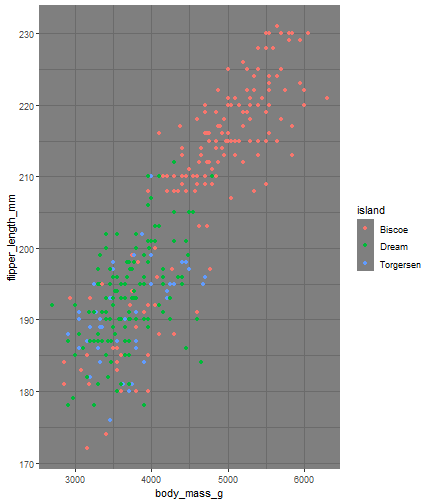 230
220
210
200
190
180
170
flipper_length_mm
3000 4000 5000 6000
body_mass_g
island
Biscoe
Dream
Torgersen